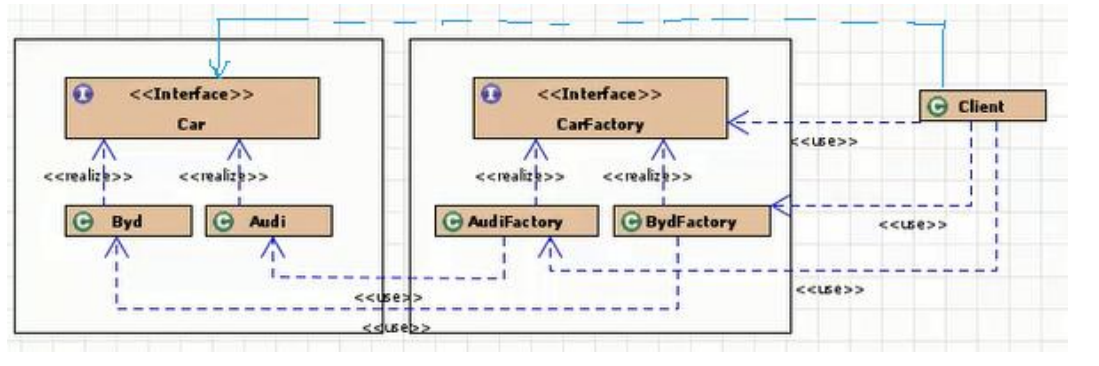 I <<Interface>>
Car
<<realize>> <<realize>>
C Byd
C Audi
<<use>>
<<use>>
I <<Interface>>
CarFactory
<<realize>> <<realize>>
C AudiFactory
C BydFactory
C Client
<<use>>
<<use>>
<<use>>